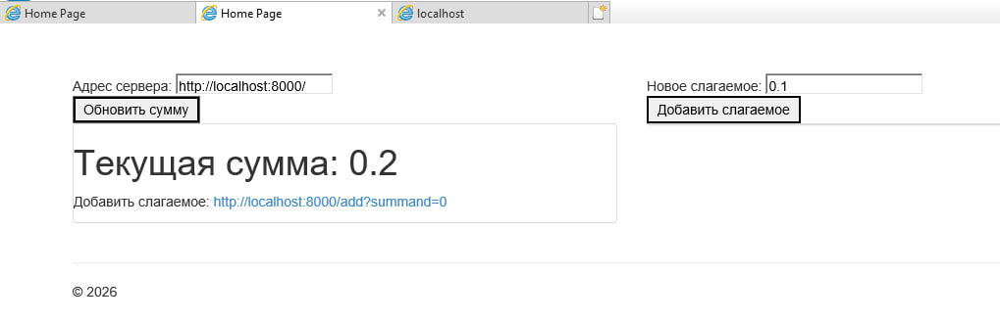 Home Page
Home Page
localhost
Адрес сервера: http://localhost:8000/
Обновить сумму
Текущая сумма: 0.2
Добавить слагаемое: http://localhost:8000/add?summand=0
Новое слагаемое: 0.1
Добавить слагаемое
© 2026